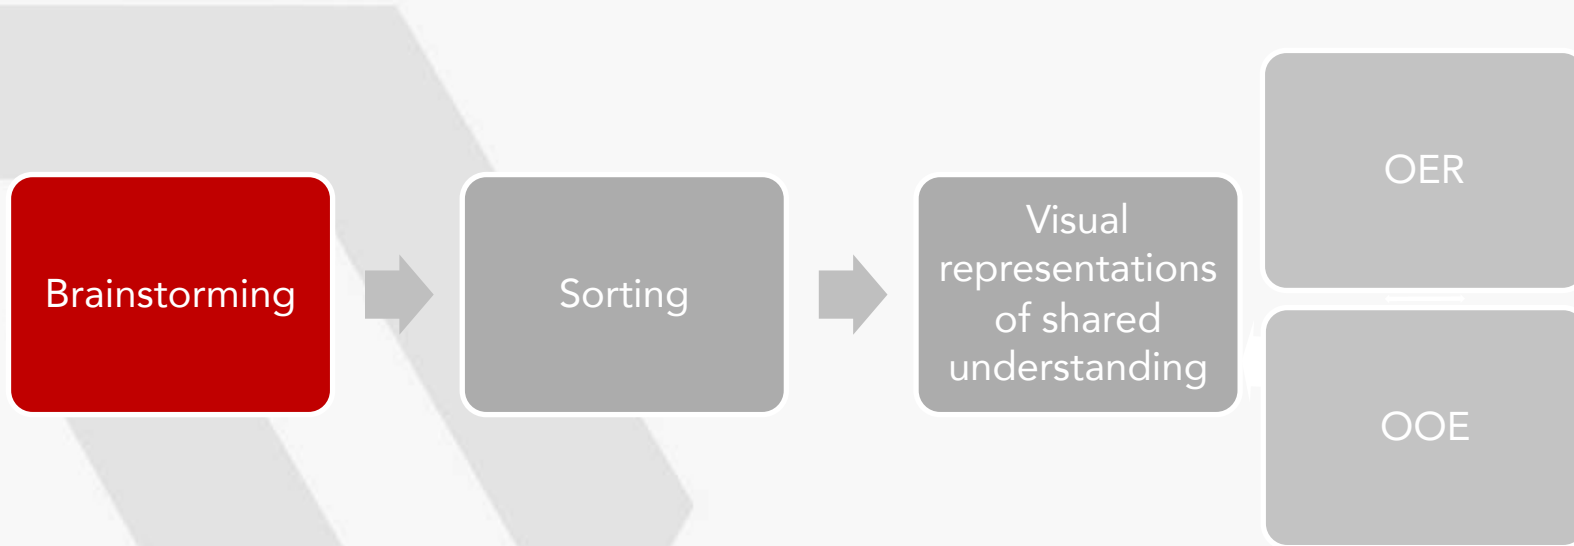 Brainstorming
Sorting
Visual
representations
of shared
understanding
OER
OOE